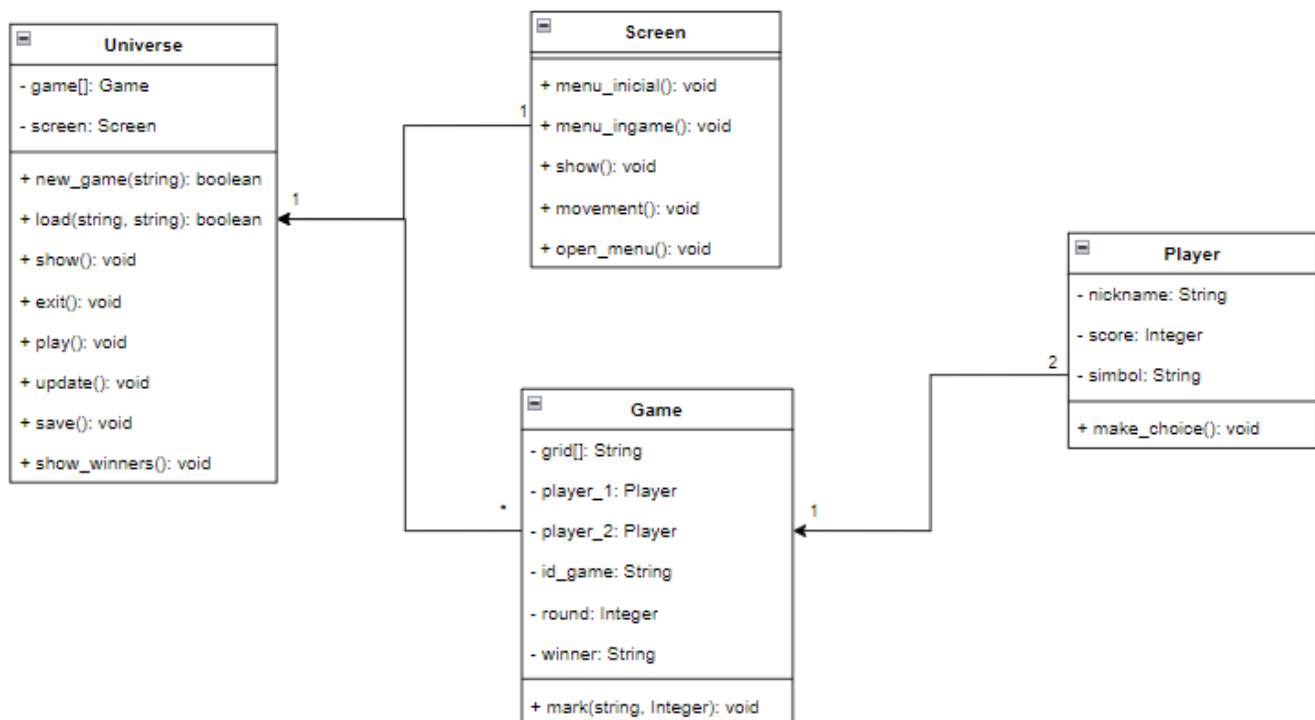 Universe
- game[]: Game
- screen: Screen
+ new_game(string): boolean
+ load(string, string): boolean
+ show(): void
+ exit(): void
+ play(): void
+ update(): void
+ save(): void
+ show_winners(): void
1
Screen
+ menu_inicial(): void
+ menu_ingame(): void
+ show(): void
+ movement(): void
+ open_menu(): void
1
Game
- grid[]: String
- player_1: Player
- player_2: Player
- id_game: String
- round: Integer
- winner: String
+ mark(string, Integer): void
*
1
Player
- nickname: String
- score: Integer
- simbol: String
+ make_choice(): void
2